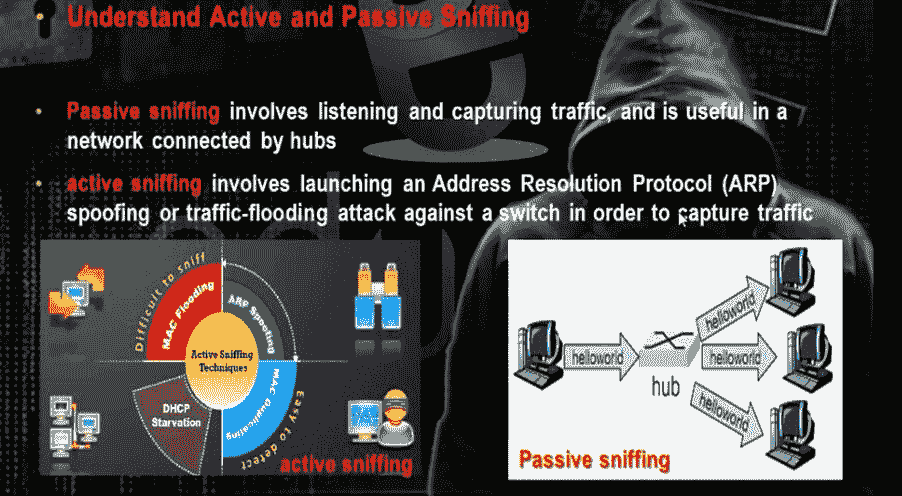 Understand Active and Passive Sniffing
• Passive sniffing involves listening and capturing traffic, and is useful in a
network connected by hubs
• active sniffing involves launching an Address Resolution Protocol (ARP)
spoofing or traffic-flooding attack against a switch in order to capture traffic
Difficult to sniff
MAC Flooding
ARP Spoofing
Active Sniffing
Techniques
DHCP
Starvation
MAC Duplicating
Easy to detect
active sniffing
helloworld
hub
helloworld
helloworld
helloworld
Passive sniffing